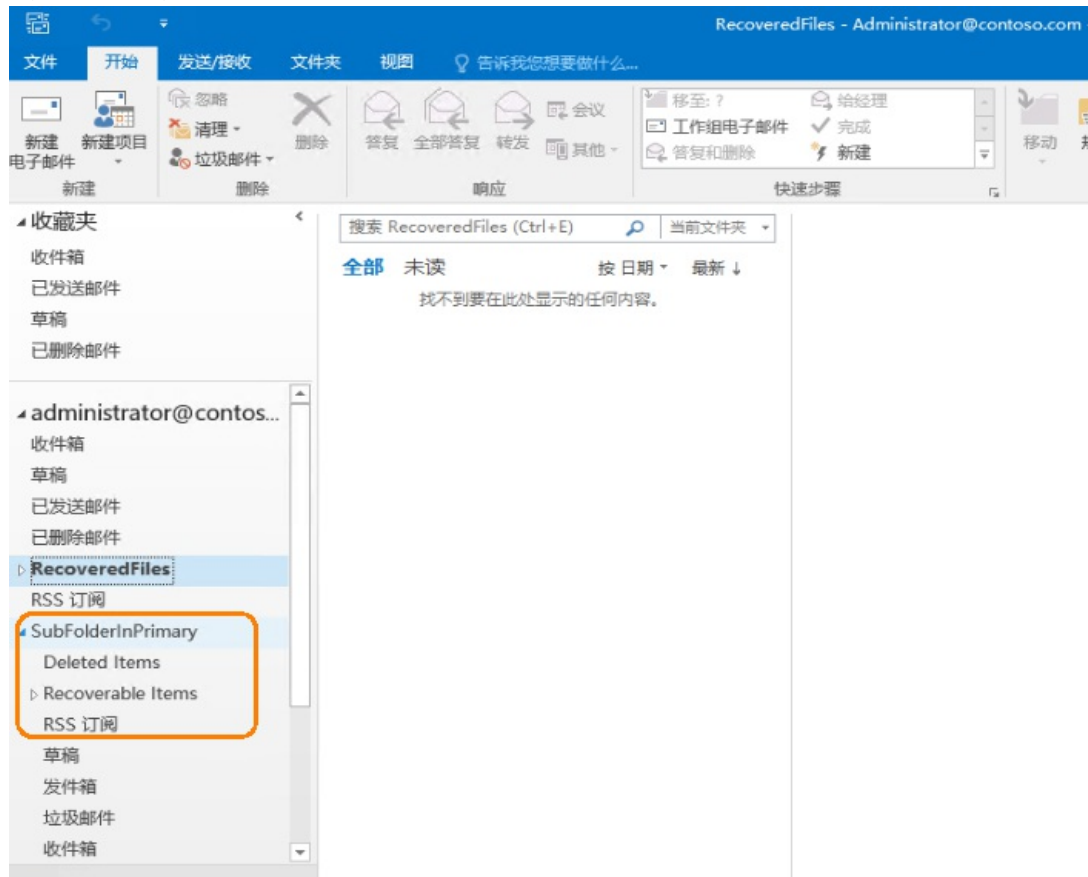 RecoveredFiles - Administrator@contoso.com
文件 开始 发送/接收 文件夹 视图 告诉我您想要做什么...
新建
电子邮件
新建项目
忽略
清理
垃圾邮件
删除
答复 全部答复 转发
会议
其他
移至: ?
工作组电子邮件
答复和删除
给经理
完成
新建
移动
新建 删除 响应 快速步骤
收藏夹
收件箱
已发送邮件
草稿
已删除邮件
administrator@contos...
收件箱
草稿
已发送邮件
已删除邮件
RecoveredFiles
RSS 订阅
SubFolderInPrimary
Deleted Items
Recoverable Items
RSS 订阅
草稿
发件箱
垃圾邮件
收件箱
搜索 RecoveredFiles (Ctrl+E) 当前文件夹
全部 未读 按 日期 最新 ↓
找不到要在此处显示的任何内容。